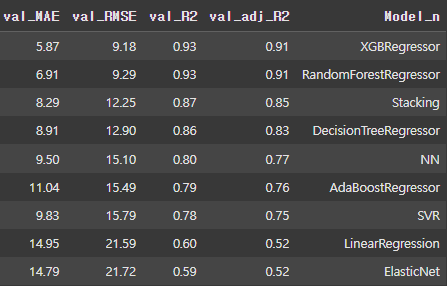 val_MAE val_RMSE val_R2 val_adj_R2 Model_n
5.87 9.18 0.93 0.91 XGBRegressor
6.91 9.29 0.93 0.91 RandomForestRegressor
8.29 12.25 0.87 0.85 Stacking
8.91 12.90 0.86 0.83 DecisionTreeRegressor
9.50 15.10 0.80 0.77 NN
11.04 15.49 0.79 0.76 AdaBoostRegressor
9.83 15.79 0.78 0.75 SVR
14.95 21.59 0.60 0.52 LinearRegression
14.79 21.72 0.59 0.52 ElasticNet